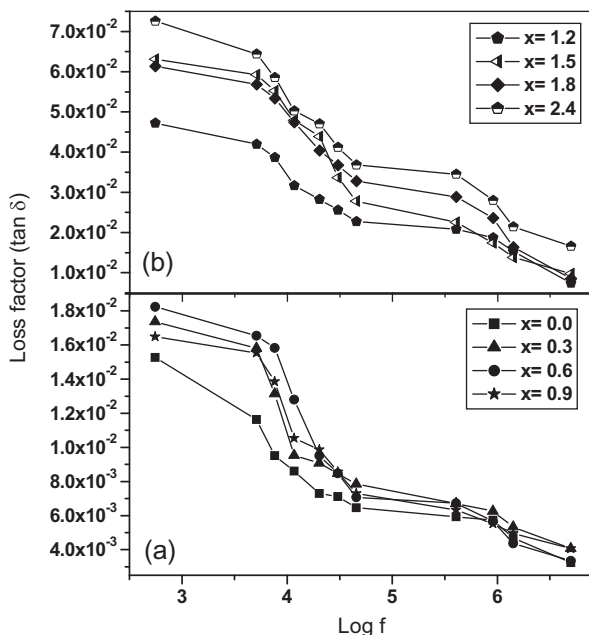 7.0x10⁻²
6.0x10⁻²
5.0x10⁻²
4.0x10⁻²
3.0x10⁻²
2.0x10⁻²
1.0x10⁻²
x= 1.2
x= 1.5
x= 1.8
x= 2.4
(b)
Loss factor (tan δ)
1.8x10⁻²
1.6x10⁻²
1.4x10⁻²
1.2x10⁻²
1.0x10⁻²
8.0x10⁻³
6.0x10⁻³
4.0x10⁻³
x= 0.0
x= 0.3
x= 0.6
x= 0.9
(a)
3 4 5 6
Log f